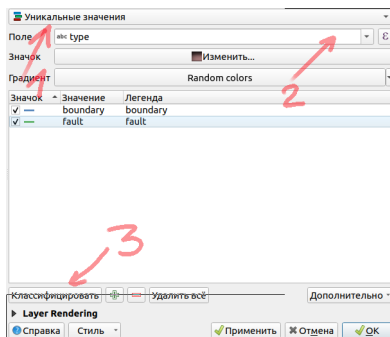 Уникальные значения
Поле abc type ε
Значок Изменить...
Градиент Random colors
Значок Значение Легенда
boundary boundary
fault fault
Классифицировать Удалить всё Дополнительно
Layer Rendering
Справка Стиль Применить Отмена OK
1
2
3